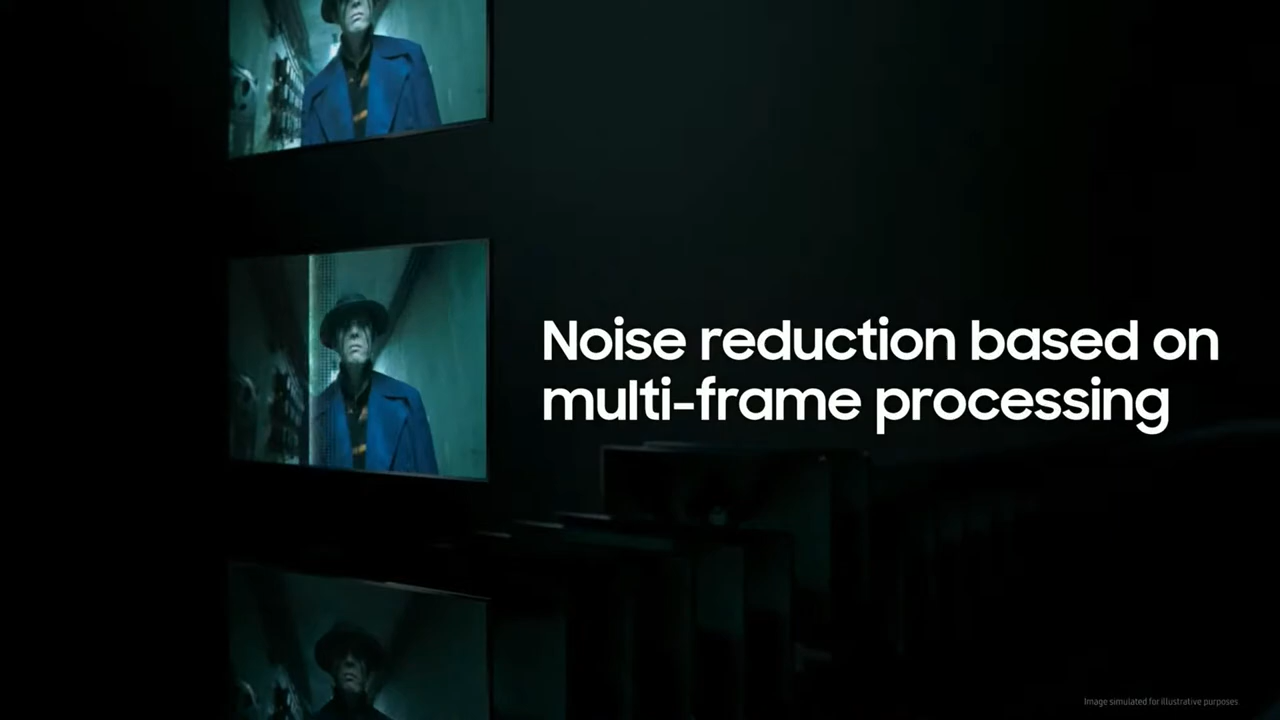 Noise reduction based on
multi-frame processing
Image simulated for illustrative purposes.